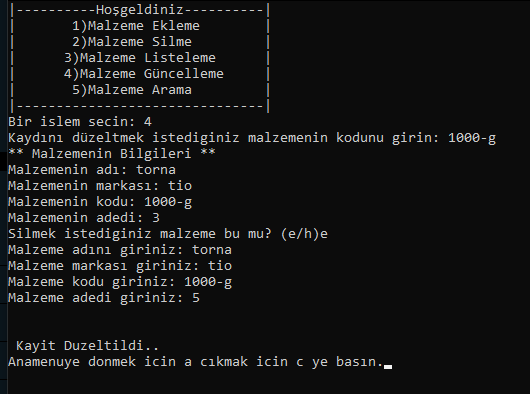 |----------Hoşgeldiniz----------|
|       1)Malzeme Ekleme        |
|       2)Malzeme Silme         |
|      3)Malzeme Listeleme      |
|      4)Malzeme Güncelleme     |
|       5)Malzeme Arama         |
|-------------------------------|
Bir islem secin: 4
Kaydını düzeltmek istediginiz malzemenin kodunu girin: 1000-g
** Malzemenin Bilgileri **
Malzemenin adı: torna
Malzemenin markası: tio
Malzemenin kodu: 1000-g
Malzemenin adedi: 3
Silmek istediginiz malzeme bu mu? (e/h)e
Malzeme adını giriniz: torna
Malzeme markası giriniz: tio
Malzeme kodu giriniz: 1000-g
Malzeme adedi giriniz: 5
Kayit Duzeltildi..
Anamenuye donmek icin a cıkmak icin c ye basın.